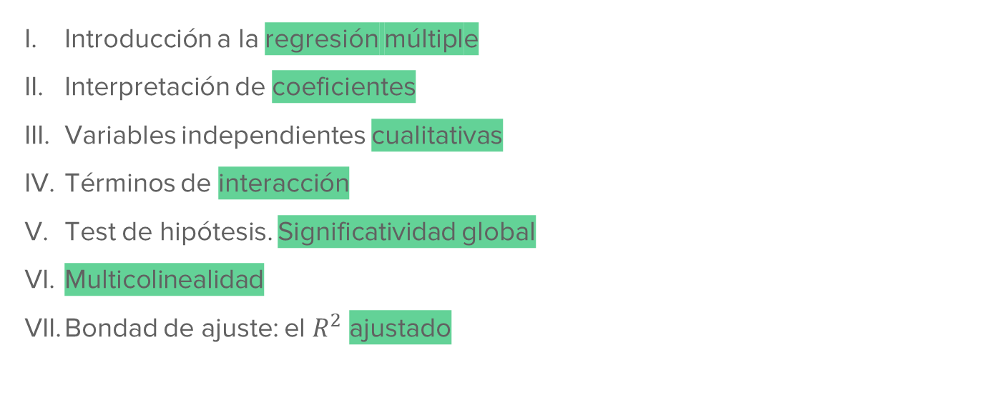 I. Introducción a la regresión múltiple
II. Interpretación de coeficientes
III. Variables independientes cualitativas
IV. Términos de interacción
V. Test de hipótesis. Significatividad global
VI. Multicolinealidad
VII. Bondad de ajuste: el R² ajustado